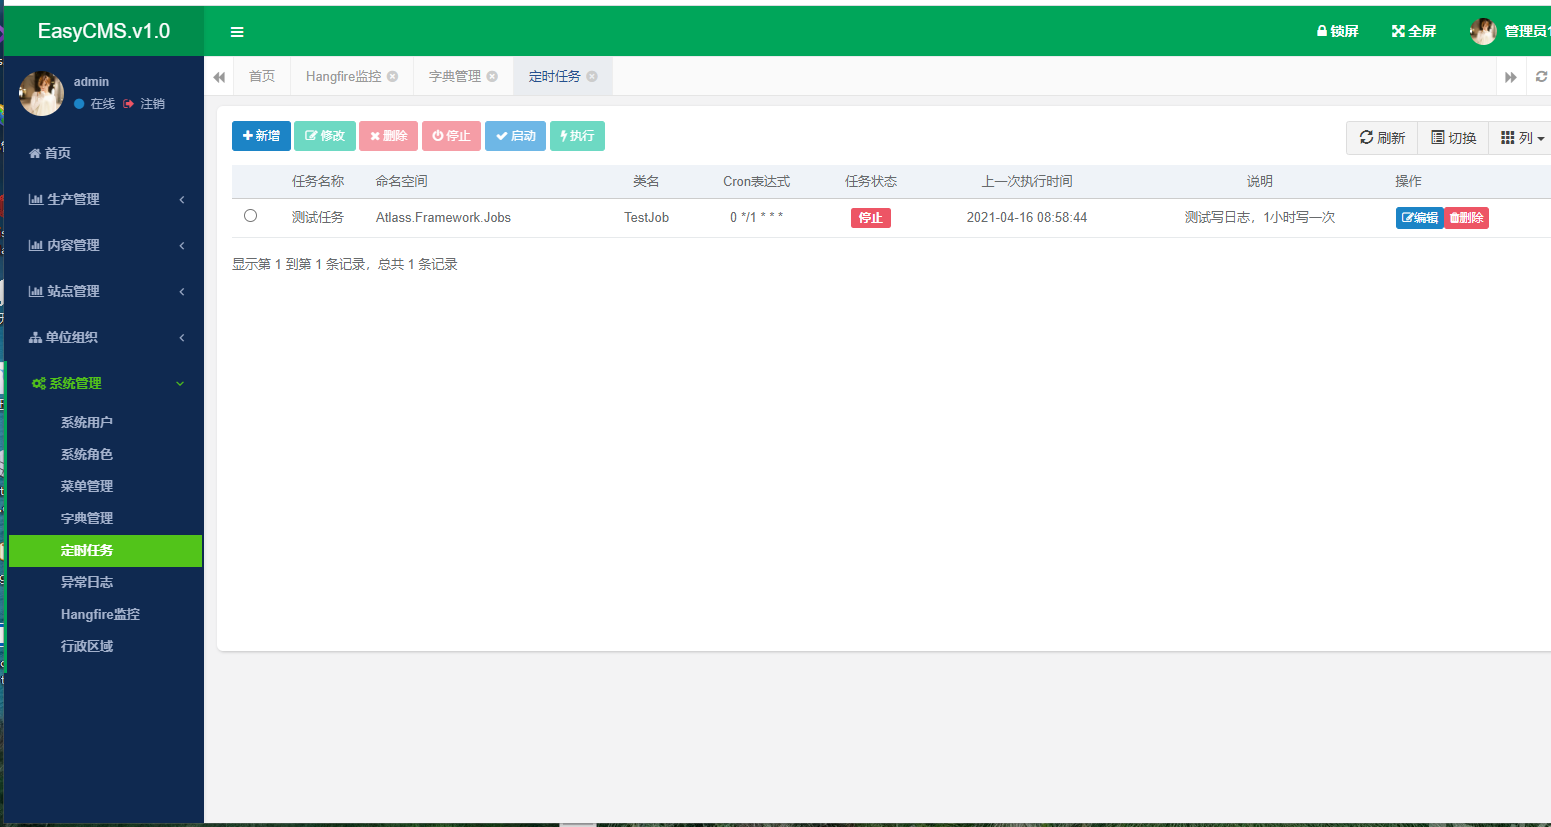 EasyCMS.v1.0
锁屏 全屏 管理员
admin
在线 注销
首页 Hangfire监控 字典管理 定时任务
首页
生产管理
内容管理
站点管理
单位组织
系统管理
系统用户
系统角色
菜单管理
字典管理
定时任务
异常日志
Hangfire监控
行政区域
新增 修改 删除 停止 启动 执行
刷新 切换 列
任务名称 命名空间 类名 Cron表达式 任务状态 上一次执行时间 说明 操作
测试任务 Atlass.Framework.Jobs TestJob 0 */1 * * * 停止 2021-04-16 08:58:44 测试写日志，1小时写一次 编辑 删除
显示第 1 到第 1 条记录，总共 1 条记录